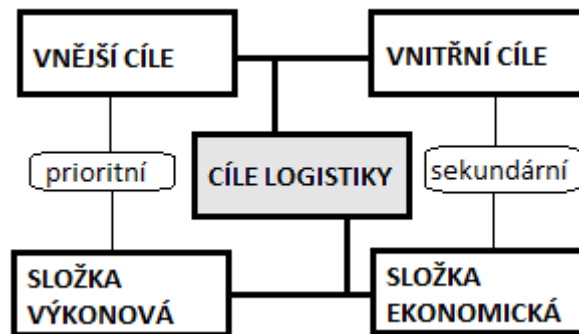 VNĚJŠÍ CÍLE
VNITŘNÍ CÍLE
prioritní
CÍLE LOGISTIKY
sekundární
SLOŽKA
VÝKONOVÁ
SLOŽKA
EKONOMICKÁ